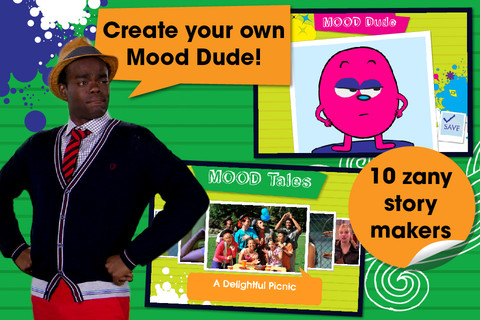 Create your own
Mood Dude!
MOOD Dude
SAVE
MOOD Tales
A Delightful Picnic
10 zany
story
makers